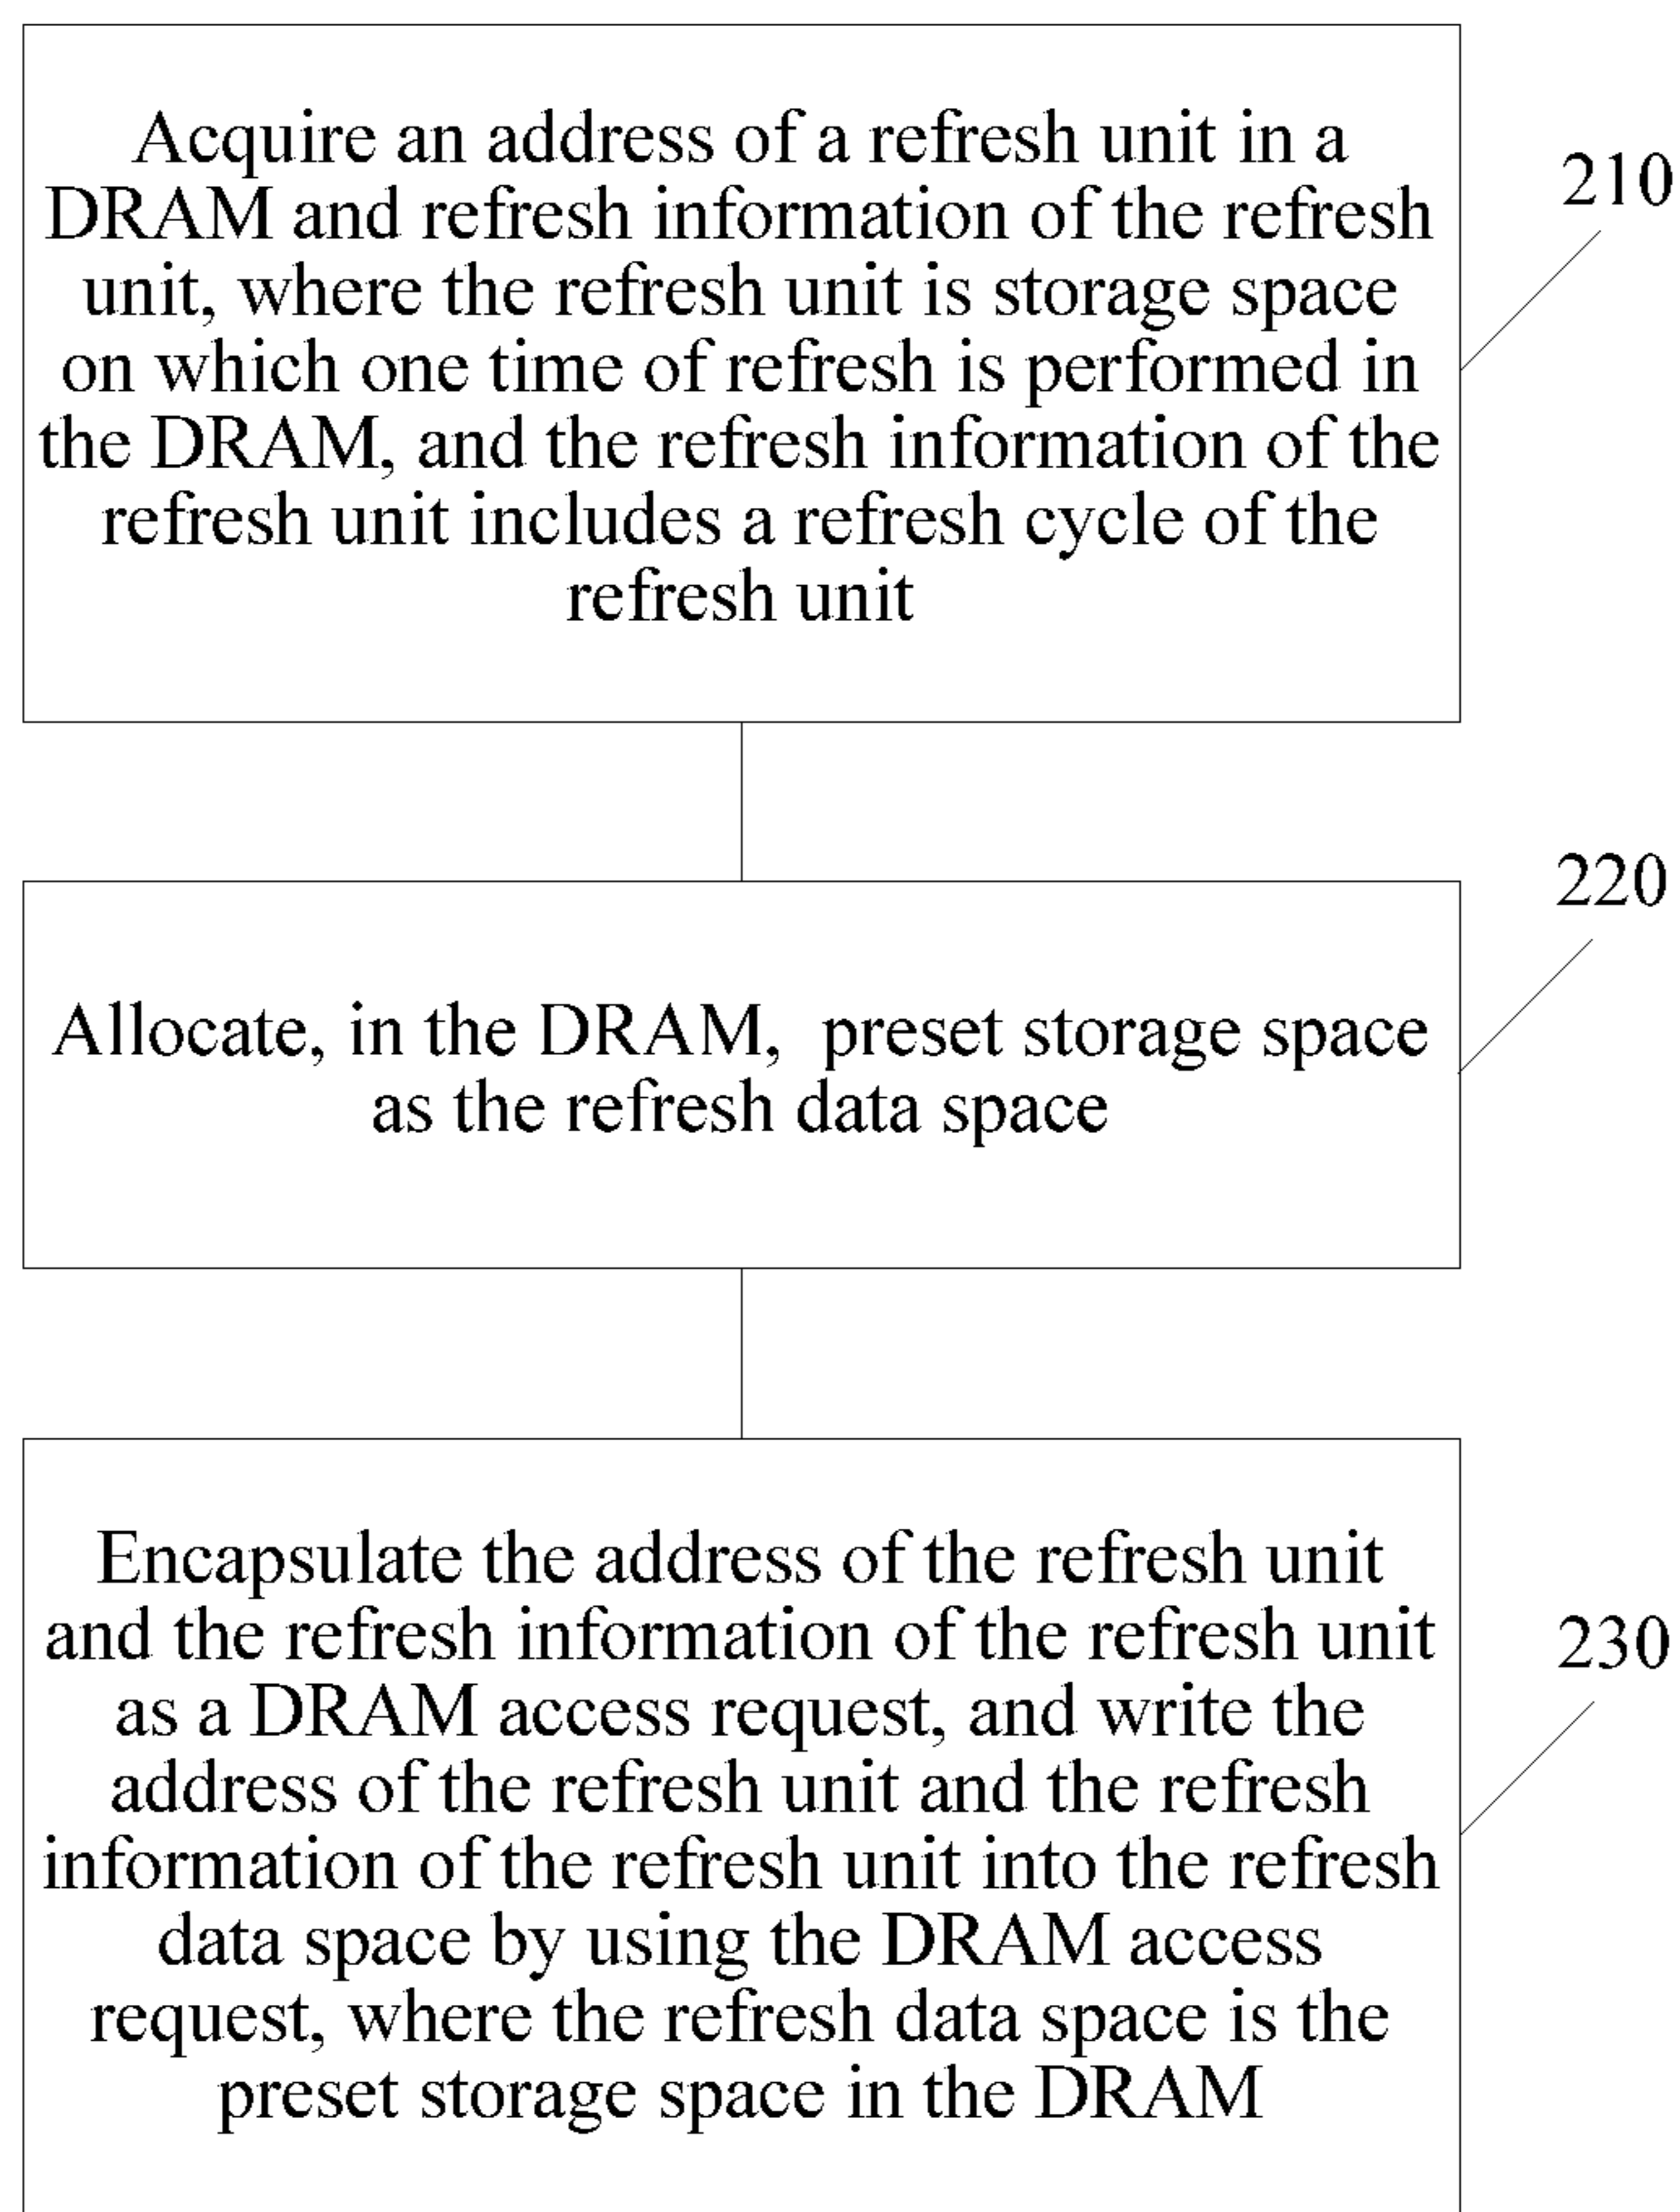 Acquire an address of a refresh unit in a
DRAM and refresh information of the refresh
unit, where the refresh unit is storage space
on which one time of refresh is performed in
the DRAM, and the refresh information of the
refresh unit includes a refresh cycle of the
refresh unit
210
Allocate, in the DRAM, preset storage space
as the refresh data space
220
Encapsulate the address of the refresh unit
and the refresh information of the refresh unit
as a DRAM access request, and write the
address of the refresh unit and the refresh
information of the refresh unit into the refresh
data space by using the DRAM access
request, where the refresh data space is the
preset storage space in the DRAM
230